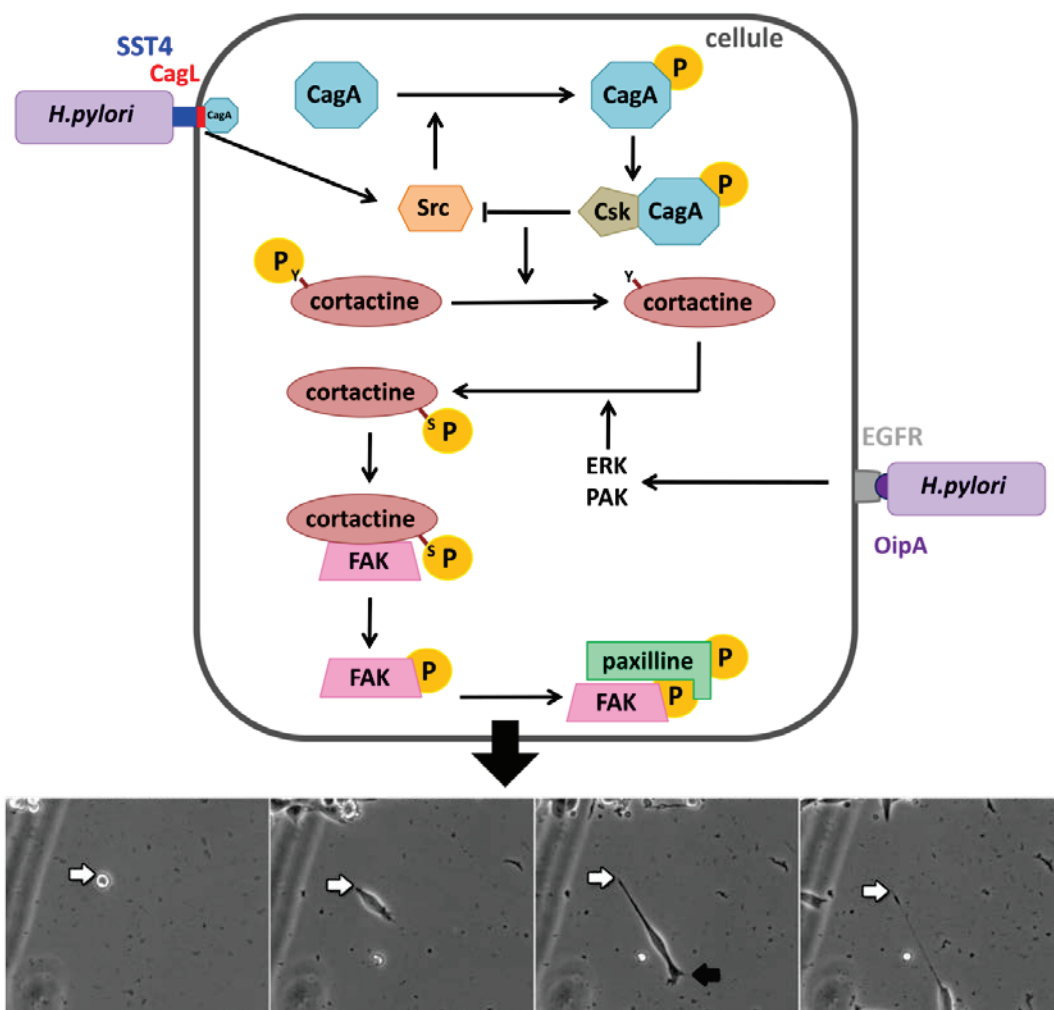 cellule
SST4
CagL
H.pylori
CagA
CagA
CagA
P
Src
Csk
CagA
P
P
Y
cortactine
Y
cortactine
cortactine
S
P
ERK
PAK
EGFR
H.pylori
OipA
cortactine
S
P
FAK
FAK
P
paxilline
P
FAK
P